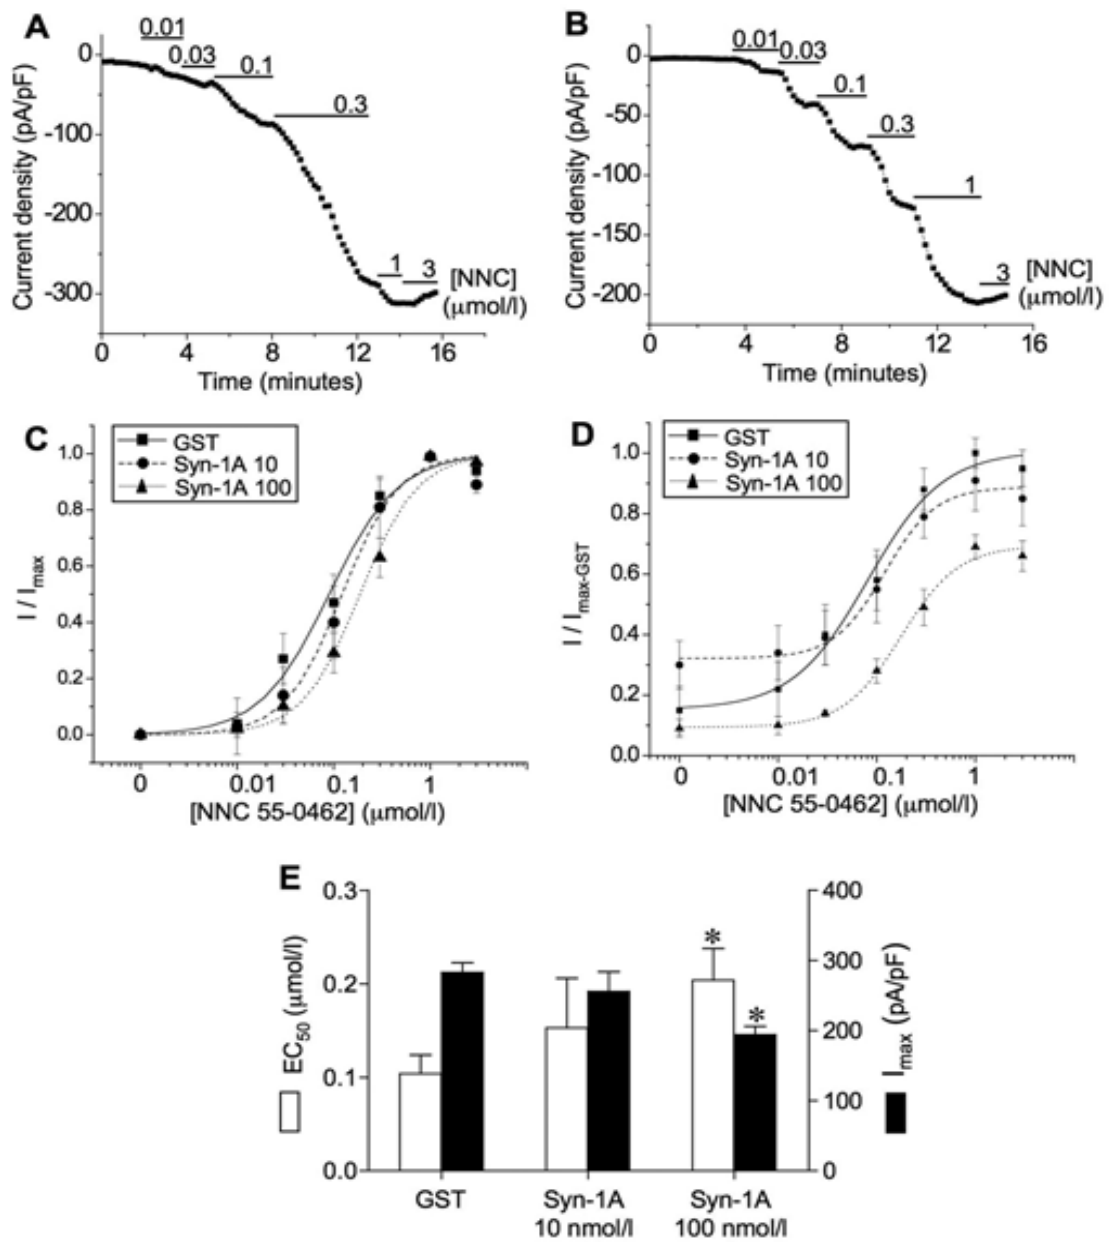 A
0.01
0.03
0.1
0.3
1
3
[NNC]
(μmol/l)
0
-100
-200
-300
Current density (pA/pF)
0 4 8 12 16
Time (minutes)
B
0.01
0.03
0.1
0.3
1
3
[NNC]
(μmol/l)
0
-50
-100
-150
-200
Current density (pA/pF)
0 4 8 12 16
Time (minutes)
C
GST
Syn-1A 10
Syn-1A 100
1.0
0.8
0.6
0.4
0.2
0.0
I / Imax
0 0.01 0.1 1
[NNC 55-0462] (μmol/l)
D
GST
Syn-1A 10
Syn-1A 100
1.0
0.8
0.6
0.4
0.2
0.0
I / Imax-GST
0 0.01 0.1 1
[NNC 55-0462] (μmol/l)
E
0.3
0.2
0.1
0.0
EC50 (μmol/l)
* *
400
300
200
100
0
Imax (pA/pF)
GST
Syn-1A
10 nmol/l
Syn-1A
100 nmol/l